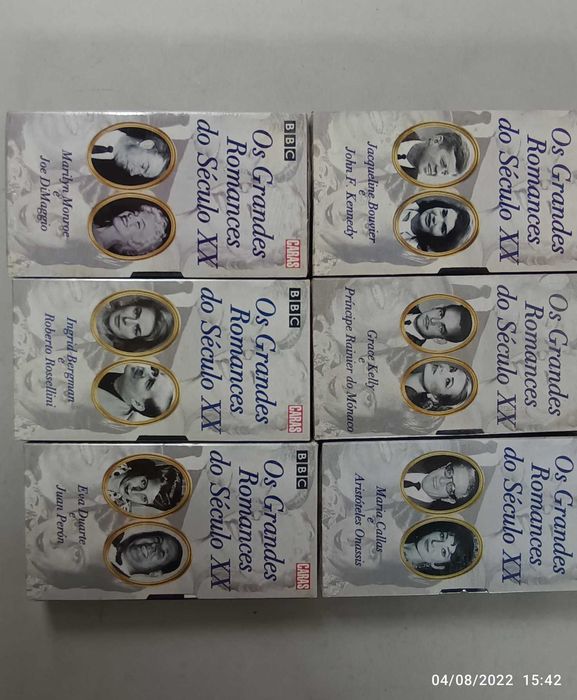 BBC
Os Grandes
Romances
do Século XX
CARAS
Marilyn Monroe
e
Joe DiMaggio
Os Grandes
Romances
do Século XX
Jacqueline Bouvier
e
John F. Kennedy
BBC
Os Grandes
Romances
do Século XX
CARAS
Ingrid Bergman
e
Roberto Rossellini
Os Grandes
Romances
do Século XX
Grace Kelly
e
Príncipe Rainier do Mónaco
BBC
Os Grandes
Romances
do Século XX
CARAS
Eva Duarte
e
Juan Perón
Os Grandes
Romances
do Século XX
Maria Callas
e
Aristóteles Onassis
04/08/2022 15:42